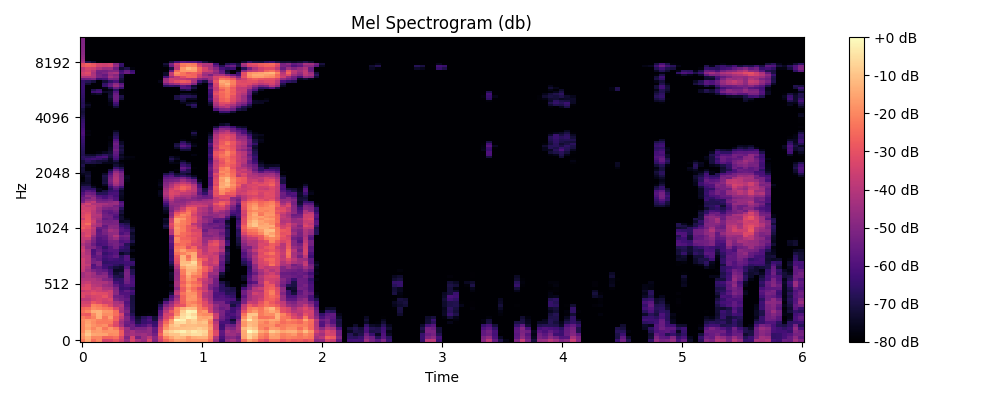 Mel Spectrogram (db)
Hz
8192
4096
2048
1024
512
0
0 1 2 3 4 5 6
Time
+0 dB
-10 dB
-20 dB
-30 dB
-40 dB
-50 dB
-60 dB
-70 dB
-80 dB